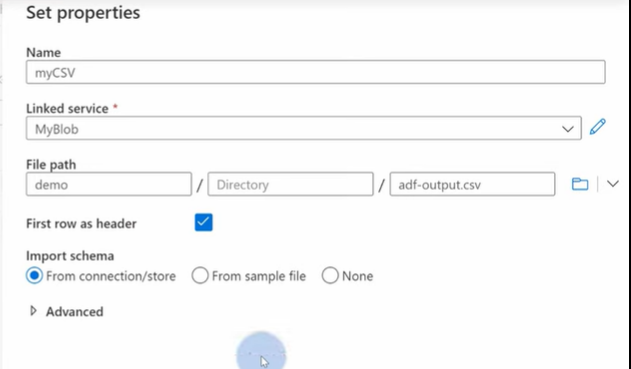 Set properties
Name
myCSV
Linked service *
MyBlob
File path
demo / Directory / adf-output.csv
First row as header
Import schema
From connection/store From sample file None
Advanced